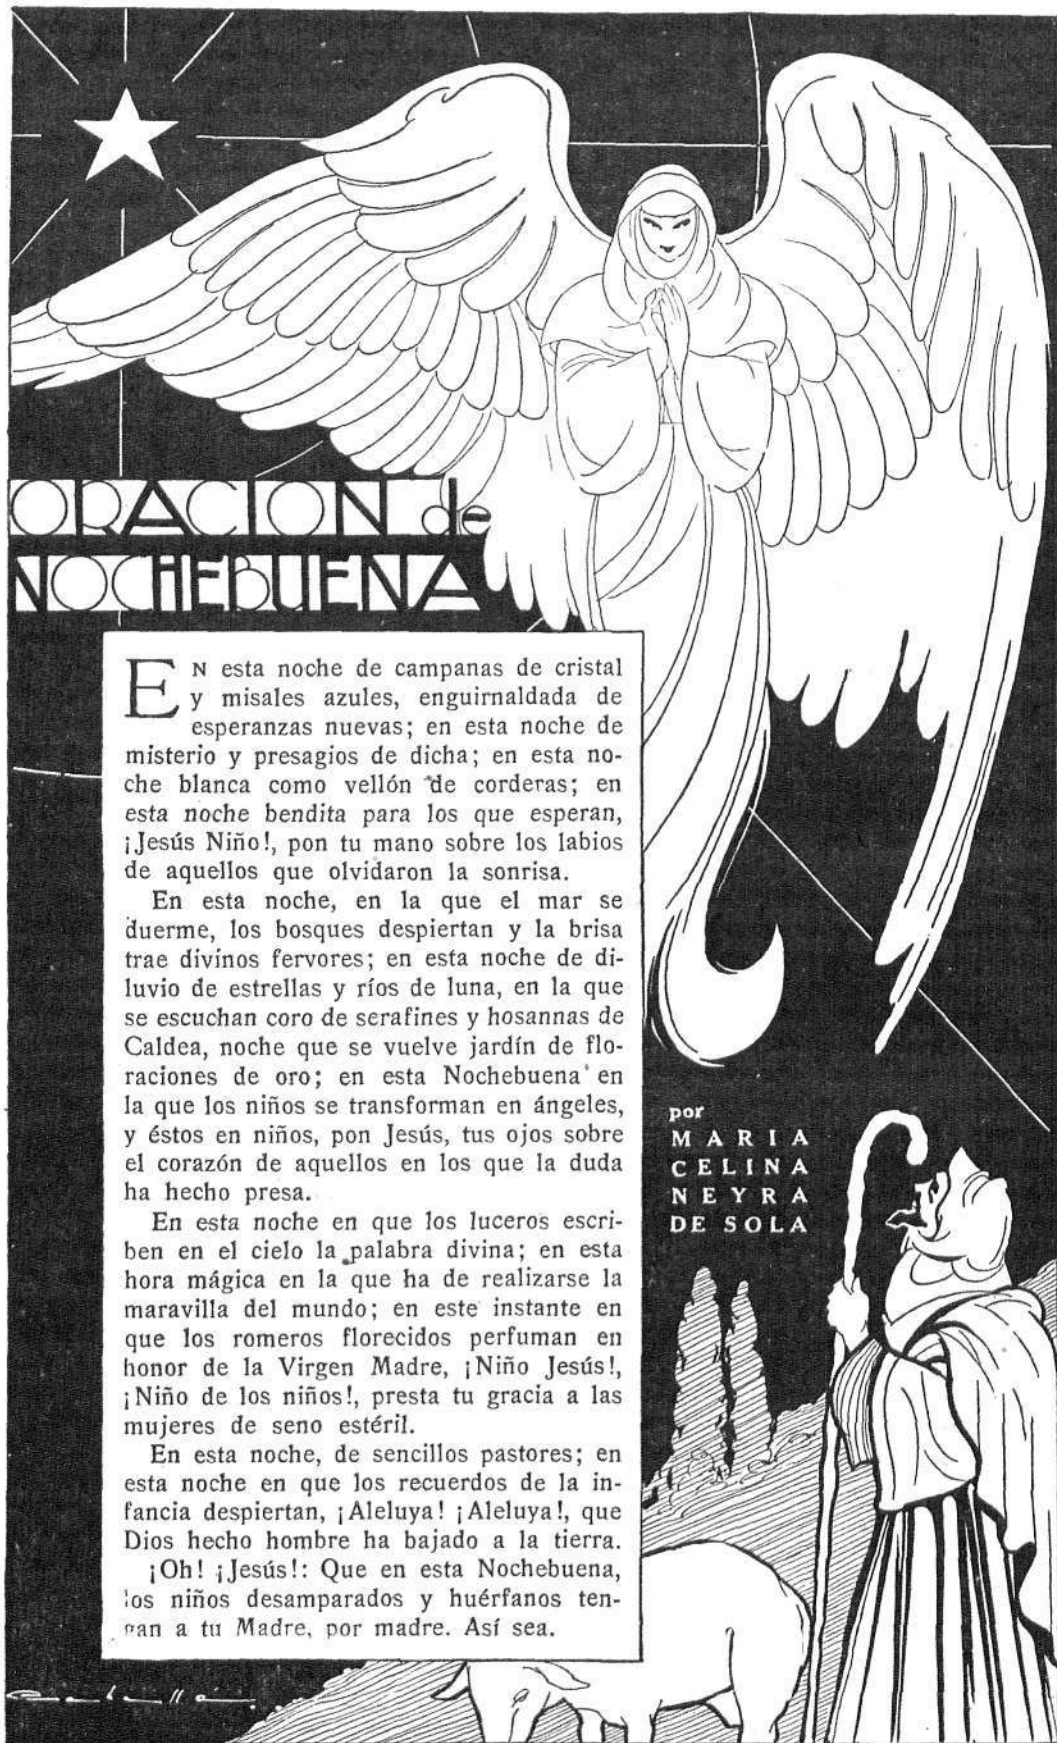 ORACION de
NOCHEBUENA
EN esta noche de campanas de cristal
y misales azules, enguirnaldada de
esperanzas nuevas; en esta noche de
misterio y presagios de dicha; en esta no-
che blanca como vellón de corderas; en
esta noche bendita para los que esperan,
¡Jesús Niño!, pon tu mano sobre los labios
de aquellos que olvidaron la sonrisa.
En esta noche, en la que el mar se
duerme, los bosques despiertan y la brisa
trae divinos fervores; en esta noche de di-
luvio de estrellas y ríos de luna, en la que
se escuchan coro de serafines y hosannas de
Caldea, noche que se vuelve jardín de flo-
raciones de oro; en esta Nochebuena en
la que los niños se transforman en ángeles,
y éstos en niños, pon Jesús, tus ojos sobre
el corazón de aquellos en los que la duda
ha hecho presa.
En esta noche en que los luceros escri-
ben en el cielo la palabra divina; en esta
hora mágica en la que ha de realizarse la
maravilla del mundo; en este instante en
que los romeros florecidos perfuman en
honor de la Virgen Madre, ¡Niño Jesús!,
¡Niño de los niños!, presta tu gracia a las
mujeres de seno estéril.
En esta noche, de sencillos pastores; en
esta noche en que los recuerdos de la in-
fancia despiertan, ¡Aleluya! ¡Aleluya!, que
Dios hecho hombre ha bajado a la tierra.
¡Oh! ¡Jesús!: Que en esta Nochebuena,
los niños desamparados y huérfanos ten-
gan a tu Madre, por madre. Así sea.
por
MARIA
CELINA
NEYRA
DE SOLA